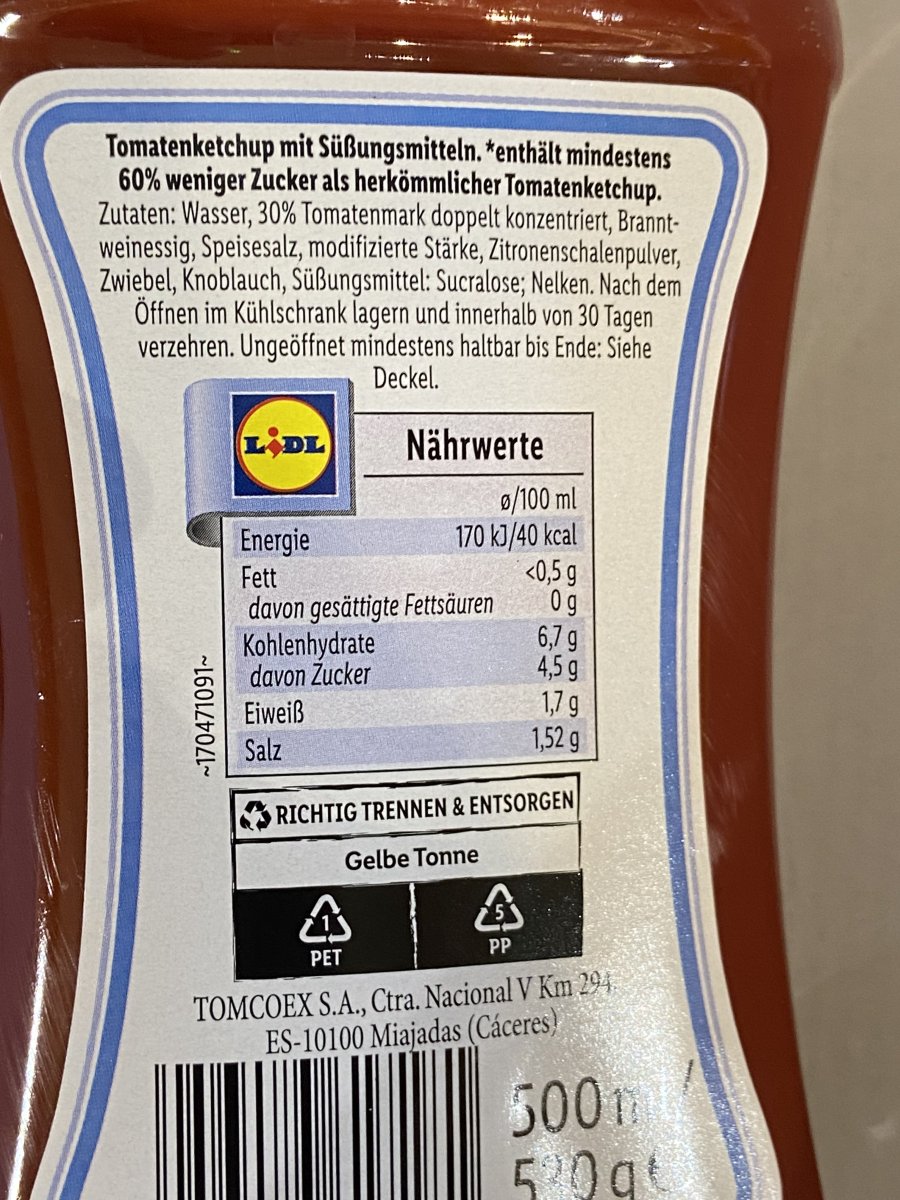 Tomatenketchup mit Süßungsmitteln. *enthält mindestens
60% weniger Zucker als herkömmlicher Tomatenketchup.
Zutaten: Wasser, 30% Tomatenmark doppelt konzentriert, Brannt-
weinessig, Speisesalz, modifizierte Stärke, Zitronenschalenpulver,
Zwiebel, Knoblauch, Süßungsmittel: Sucralose; Nelken. Nach dem
Öffnen im Kühlschrank lagern und innerhalb von 30 Tagen
verzehren. Ungeöffnet mindestens haltbar bis Ende: Siehe
Deckel.
LIDL
Nährwerte
ø/100 ml
Energie 170 kJ/40 kcal
Fett <0,5 g
davon gesättigte Fettsäuren 0 g
Kohlenhydrate 6,7 g
davon Zucker 4,5 g
Eiweiß 1,7 g
Salz 1,52 g
~170471091~
RICHTIG TRENNEN & ENTSORGEN
Gelbe Tonne
1 5
PET PP
TOMCOEX S.A., Ctra. Nacional V Km 294.
ES-10100 Miajadas (Cáceres)
500